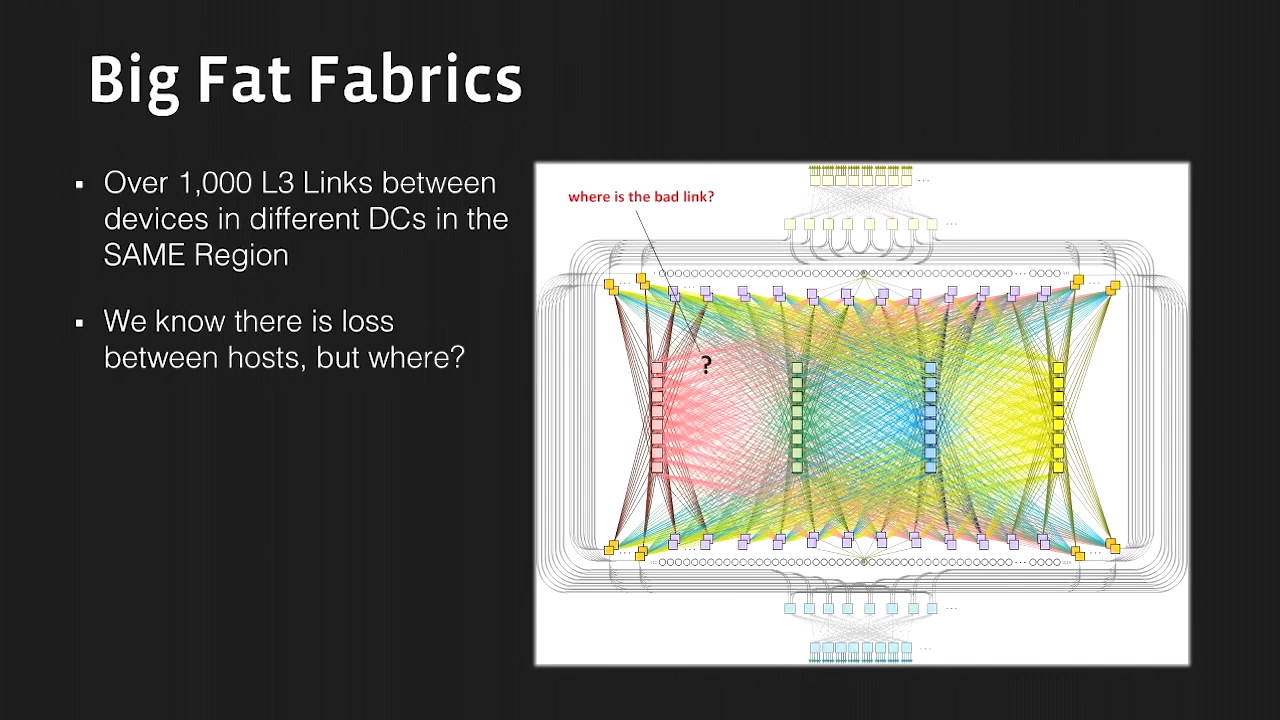 Big Fat Fabrics
▪ Over 1,000 L3 Links between
devices in different DCs in the
SAME Region
▪ We know there is loss
between hosts, but where?
where is the bad link?
?